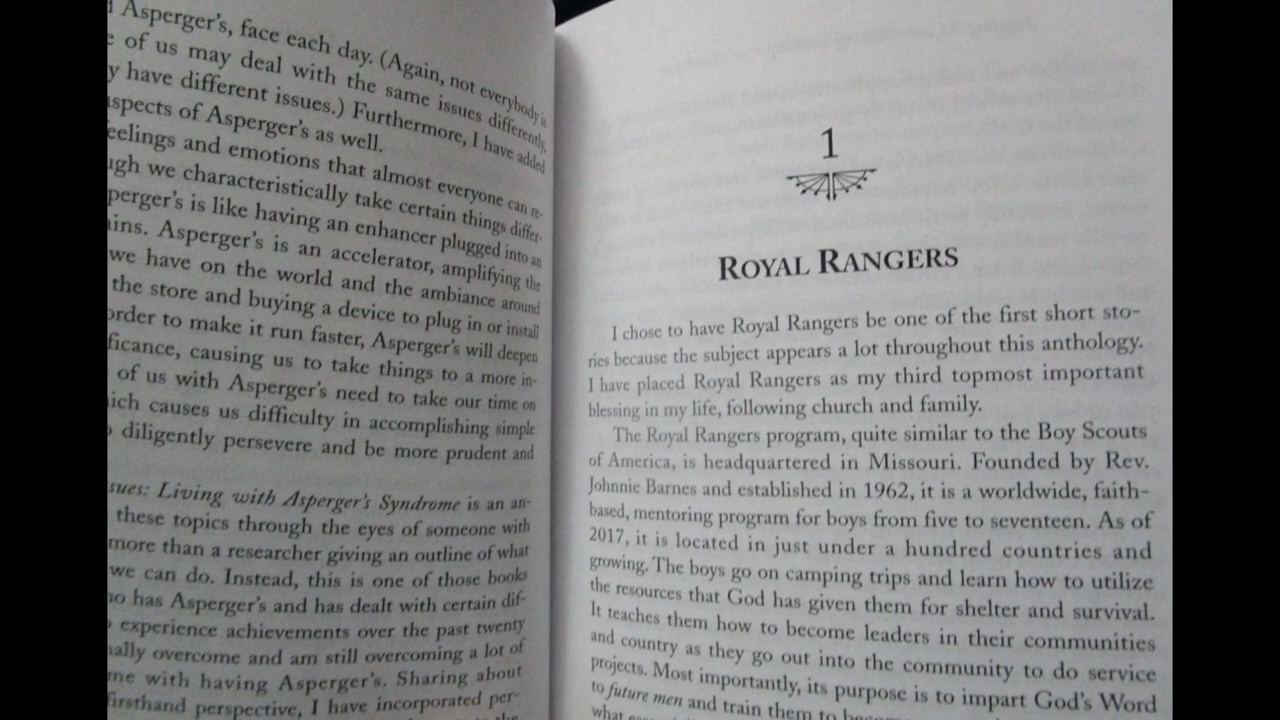 Asperger's, face each day. (Again, not everybody is
of us may deal with the same issues differently,
have different issues.) Furthermore, I have added
spects of Asperger's as well.
eelings and emotions that almost everyone can re-
ugh we characteristically take certain things differ-
perger's is like having an enhancer plugged into an
ins. Asperger's is an accelerator, amplifying the
we have on the world and the ambiance around
the store and buying a device to plug in or install
order to make it run faster, Asperger's will deepen
ficance, causing us to take things to a more in-
of us with Asperger's need to take our time on
ich causes us difficulty in accomplishing simple
diligently persevere and be more prudent and
sues: Living with Asperger's Syndrome is an an-
these topics through the eyes of someone with
more than a researcher giving an outline of what
we can do. Instead, this is one of those books
ho has Asperger's and has dealt with certain dif-
experience achievements over the past twenty
nally overcome and am still overcoming a lot of
me with having Asperger's. Sharing about
firsthand perspective, I have incorporated per-
1
ROYAL RANGERS
I chose to have Royal Rangers be one of the first short sto-
ries because the subject appears a lot throughout this anthology.
I have placed Royal Rangers as my third topmost important
blessing in my life, following church and family.
The Royal Rangers program, quite similar to the Boy Scouts
of America, is headquartered in Missouri. Founded by Rev.
Johnnie Barnes and established in 1962, it is a worldwide, faith-
based, mentoring program for boys from five to seventeen. As of
2017, it is located in just under a hundred countries and
growing. The boys go on camping trips and learn how to utilize
the resources that God has given them for shelter and survival.
It teaches them how to become leaders in their communities
and country as they go out into the community to do service
projects. Most importantly, its purpose is to impart God's Word
to future men and train them to
what